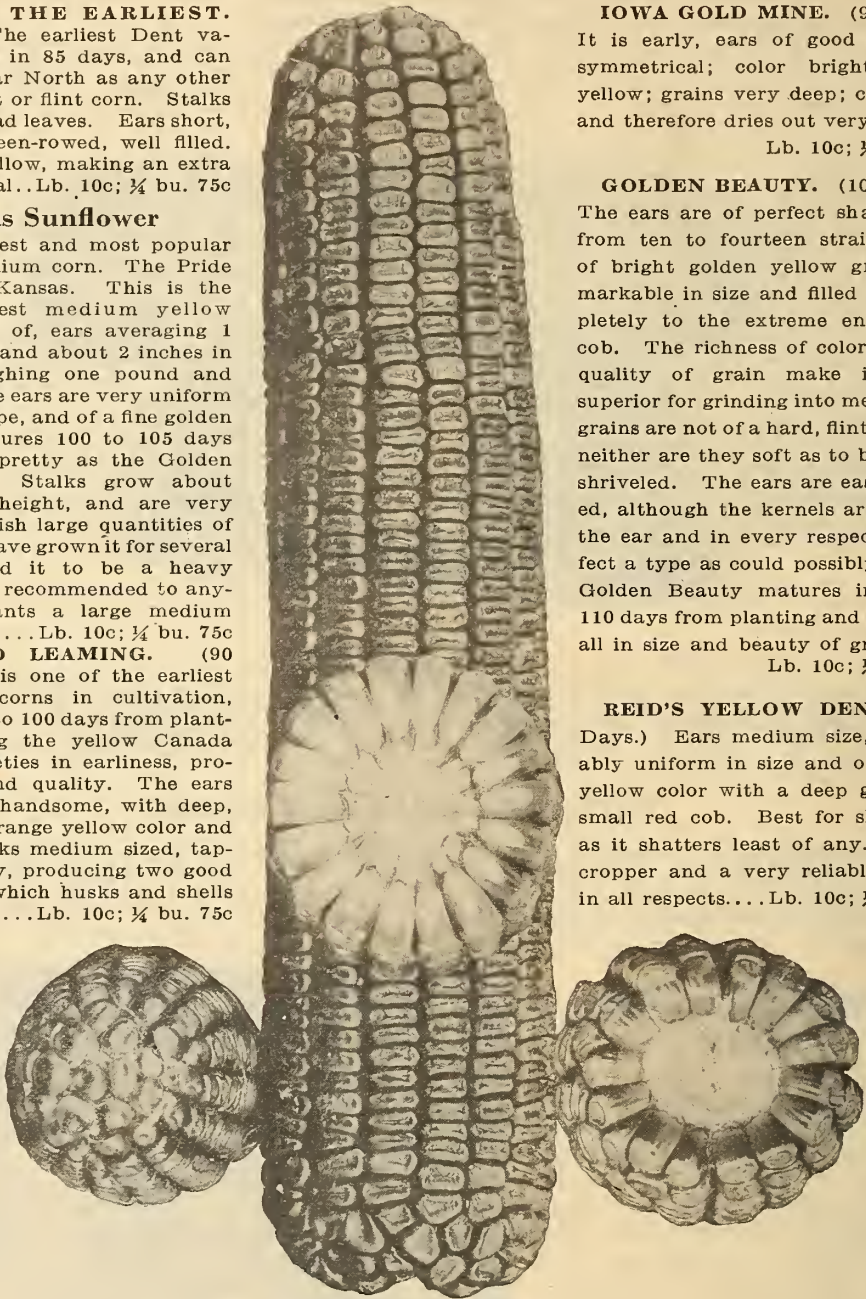 THE EARLIEST.
he earliest Dent va-
in 85 days, and can
ar North as any other
t or flint corn. Stalks
ad leaves. Ears short,
een-rowed, well filled.
llow, making an extra
al..Lb. 10c; ¼ bu. 75c
as Sunflower
est and most popular
ium corn. The Pride
Kansas. This is the
est medium yellow
of, ears averaging 1
and about 2 inches in
ghing one pound and
e ears are very uniform
pe, and of a fine golden
ures 100 to 105 days
pretty as the Golden
Stalks grow about
height, and are very
ish large quantities of
ave grown it for several
d it to be a heavy
recommended to any-
ants a large medium
....Lb. 10c; ¼ bu. 75c
D LEAMING. (90
is one of the earliest
corns in cultivation,
o 100 days from plant-
g the yellow Canada
eties in earliness, pro-
nd quality. The ears
handsome, with deep,
range yellow color and
ks medium sized, tap-
y, producing two good
which husks and shells
...Lb. 10c; ¼ bu. 75c
IOWA GOLD MINE. (9
It is early, ears of good
symmetrical; color bright
yellow; grains very deep; c
and therefore dries out very
Lb. 10c; ¼
GOLDEN BEAUTY. (10
The ears are of perfect sha
from ten to fourteen strai
of bright golden yellow gr
markable in size and filled
pletely to the extreme en
cob. The richness of color
quality of grain make i
superior for grinding into me
grains are not of a hard, flint
neither are they soft as to b
shriveled. The ears are eas
ed, although the kernels ar
the ear and in every respec
fect a type as could possibl
Golden Beauty matures in
110 days from planting and
all in size and beauty of gr
Lb. 10c; ¼
REID'S YELLOW DEN
Days.) Ears medium size,
ably uniform in size and o
yellow color with a deep g
small red cob. Best for s
as it shatters least of any.
cropper and a very reliabl
in all respects....Lb. 10c; ¼